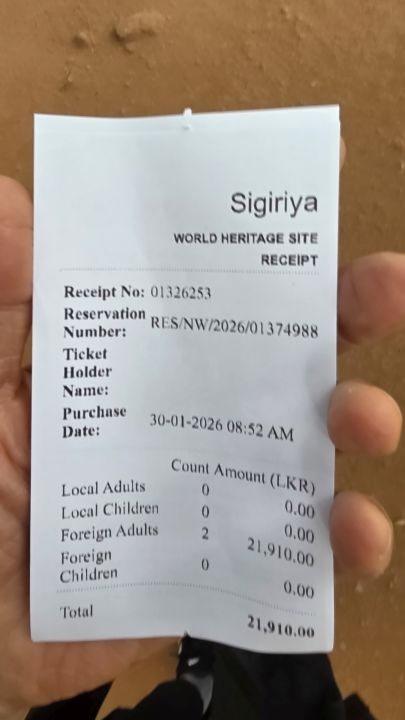 Sigiriya
WORLD HERITAGE SITE
RECEIPT
Receipt No: 01326253
Reservation Number: RES/NW/2026/01374988
Ticket Holder Name:
Purchase Date: 30-01-2026 08:52 AM
Count Amount (LKR)
Local Adults 0 0.00
Local Children 0 0.00
Foreign Adults 2 21,910.00
Foreign Children 0 0.00
Total 21,910.00